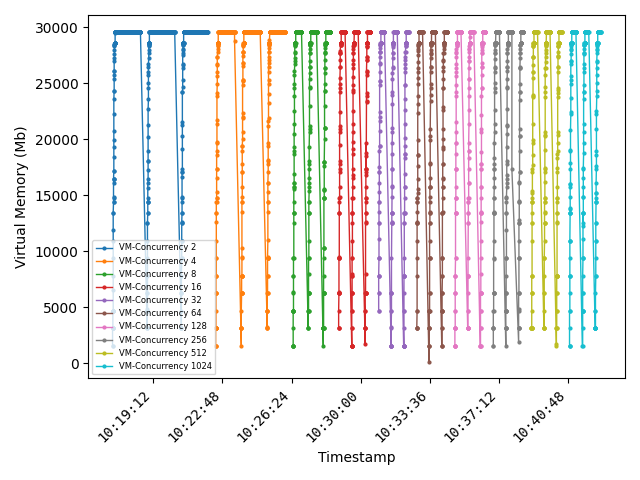 30000
25000
20000
15000
10000
5000
0
Virtual Memory (Mb)
VM-Concurrency 2
VM-Concurrency 4
VM-Concurrency 8
VM-Concurrency 16
VM-Concurrency 32
VM-Concurrency 64
VM-Concurrency 128
VM-Concurrency 256
VM-Concurrency 512
VM-Concurrency 1024
10:19:12
10:22:48
10:26:24
10:30:00
10:33:36
10:37:12
10:40:48
Timestamp